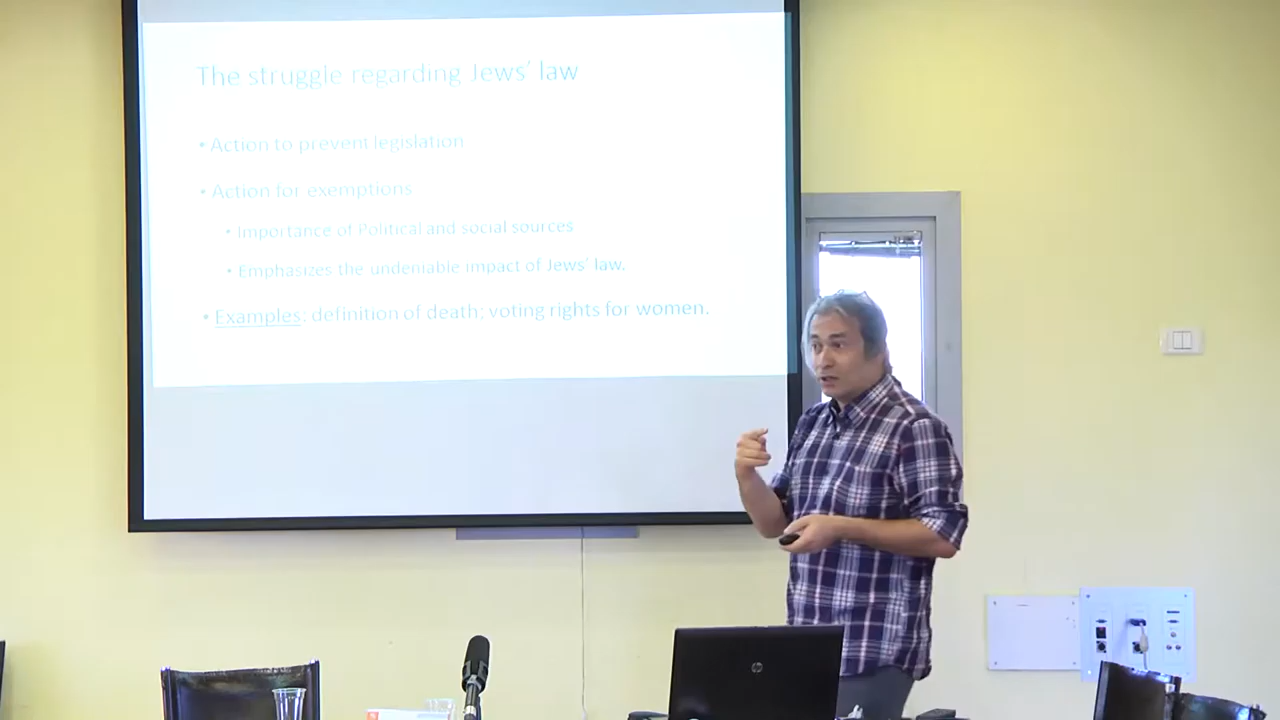 The struggle regarding Jews' law
• Action to prevent legislation
• Action for exemptions
• Importance of Political and social sources
• Emphasizes the undeniable impact of Jews' law.
• Examples: definition of death; voting rights for women.
hp